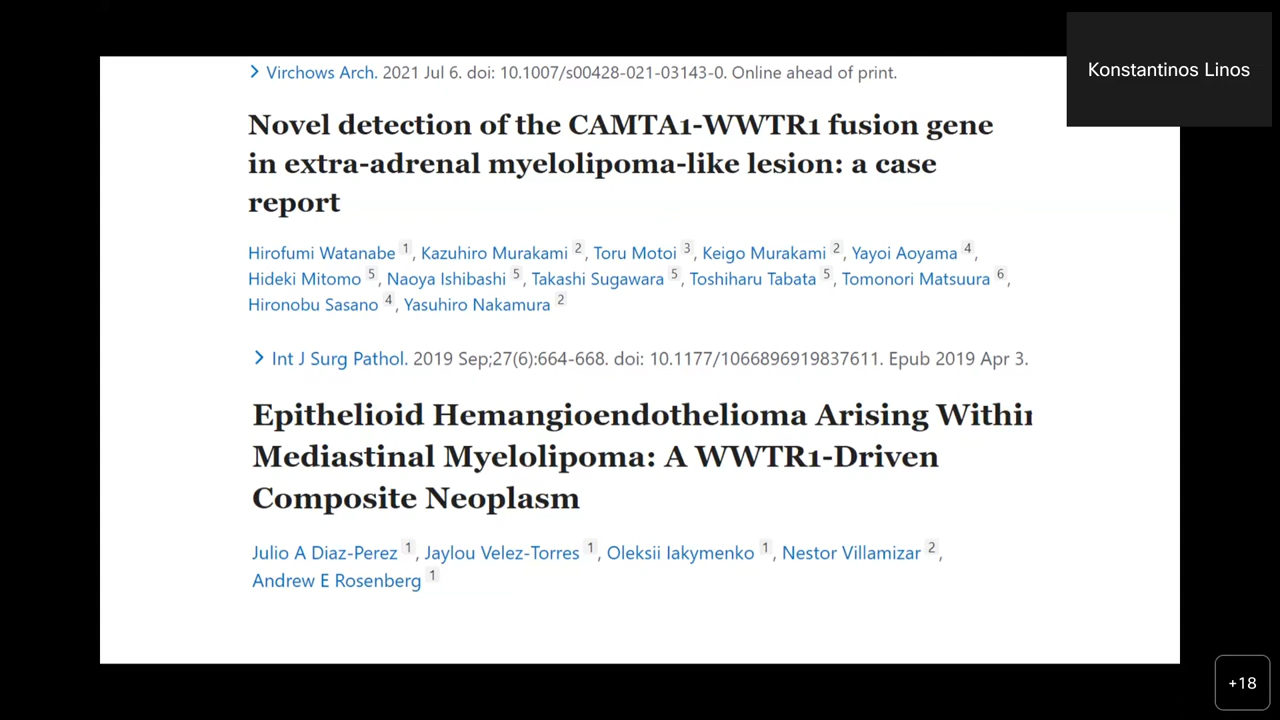 Konstantinos Linos
Virchows Arch. 2021 Jul 6. doi: 10.1007/s00428-021-03143-0. Online ahead of print.
Novel detection of the CAMTA1-WWTR1 fusion gene
in extra-adrenal myelolipoma-like lesion: a case
report
Hirofumi Watanabe 1, Kazuhiro Murakami 2, Toru Motoi 3, Keigo Murakami 2, Yayoi Aoyama 4,
Hideki Mitomo 5, Naoya Ishibashi 5, Takashi Sugawara 5, Toshiharu Tabata 5, Tomonori Matsuura 6,
Hironobu Sasano 4, Yasuhiro Nakamura 2
Int J Surg Pathol. 2019 Sep;27(6):664-668. doi: 10.1177/1066896919837611. Epub 2019 Apr 3.
Epithelioid Hemangioendothelioma Arising Within
Mediastinal Myelolipoma: A WWTR1-Driven
Composite Neoplasm
Julio A Diaz-Perez 1, Jaylou Velez-Torres 1, Oleksii Iakymenko 1, Nestor Villamizar 2,
Andrew E Rosenberg 1
+18